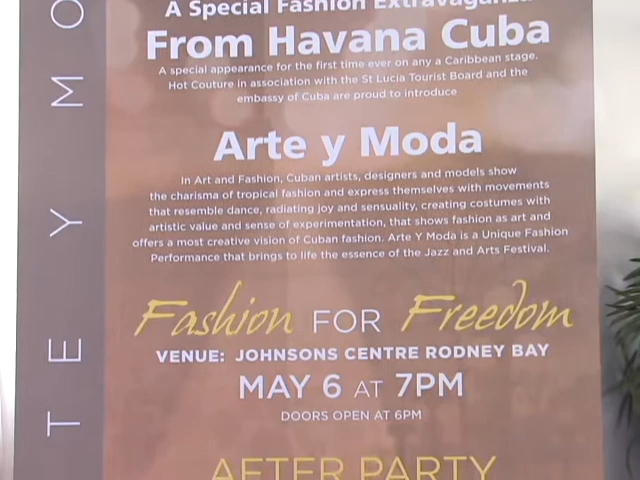 A Special Fashion Extravaganza
From Havana Cuba
A special appearance for the first time ever on any a Caribbean stage.
Hot Couture in association with the St Lucia Tourist Board and the
embassy of Cuba are proud to introduce
Arte y Moda
In Art and Fashion, Cuban artists, designers and models show
the charisma of tropical fashion and express themselves with movements
that resemble dance, radiating joy and sensuality, creating costumes with
artistic value and sense of experimentation, that shows fashion as art and
offers a most creative vision of Cuban fashion. Arte Y Moda is a Unique Fashion
Performance that brings to life the essence of the Jazz and Arts Festival.
Fashion FOR Freedom
VENUE: JOHNSONS CENTRE RODNEY BAY
MAY 6 AT 7PM
DOORS OPEN AT 6PM
AFTER PARTY
T E Y M O